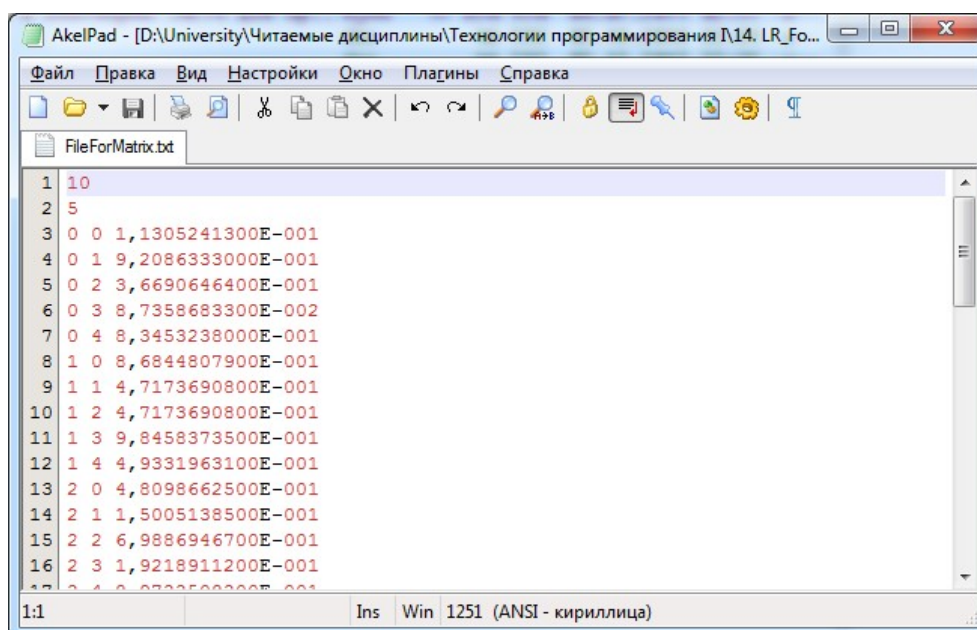 AkelPad - [D:\University\Читаемые дисциплины\Технологии программирования I\14. LR_Fo...
Файл Правка Вид Настройки Окно Плагины Справка
FileForMatrix.txt
1 10
2 5
3 0 0 1,1305241300E-001
4 0 1 9,2086333000E-001
5 0 2 3,6690646400E-001
6 0 3 8,7358683300E-002
7 0 4 8,3453238000E-001
8 1 0 8,6844807900E-001
9 1 1 4,7173690800E-001
10 1 2 4,7173690800E-001
11 1 3 9,8458373500E-001
12 1 4 4,9331963100E-001
13 2 0 4,8098662500E-001
14 2 1 1,5005138500E-001
15 2 2 6,9886946700E-001
16 2 3 1,9218911200E-001
1:1 Ins Win 1251 (ANSI - кириллица)